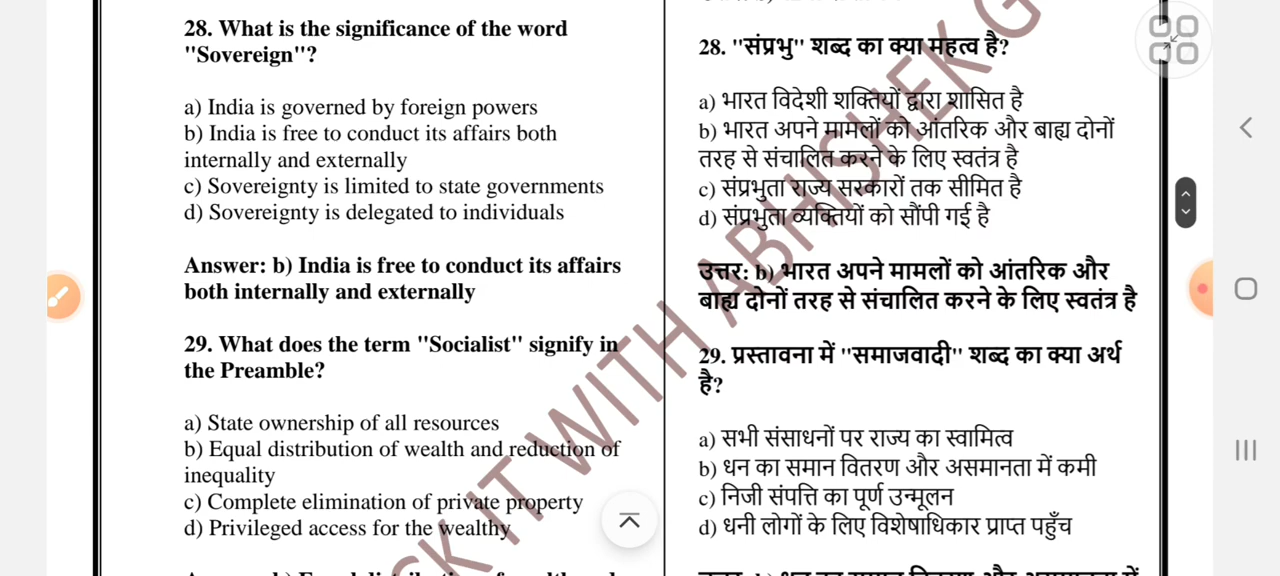 28. What is the significance of the word
"Sovereign"?
a) India is governed by foreign powers
b) India is free to conduct its affairs both
internally and externally
c) Sovereignty is limited to state governments
d) Sovereignty is delegated to individuals
Answer: b) India is free to conduct its affairs
both internally and externally
29. What does the term "Socialist" signify in
the Preamble?
a) State ownership of all resources
b) Equal distribution of wealth and reduction of
inequality
c) Complete elimination of private property
d) Privileged access for the wealthy
28. "संप्रभु" शब्द का क्या महत्व है?
a) भारत विदेशी शक्तियों द्वारा शासित है
b) भारत अपने मामलों को आंतरिक और बाह्य दोनों
तरह से संचालित करने के लिए स्वतंत्र है
c) संप्रभुता राज्य सरकारों तक सीमित है
d) संप्रभुता व्यक्तियों को सौंपी गई है
उत्तर: b) भारत अपने मामलों को आंतरिक और
बाह्य दोनों तरह से संचालित करने के लिए स्वतंत्र है
29. प्रस्तावना में "समाजवादी" शब्द का क्या अर्थ
है?
a) सभी संसाधनों पर राज्य का स्वामित्व
b) धन का समान वितरण और असमानता में कमी
c) निजी संपत्ति का पूर्ण उन्मूलन
d) धनी लोगों के लिए विशेषाधिकार प्राप्त पहुँच
IT WITH ABHISHEK